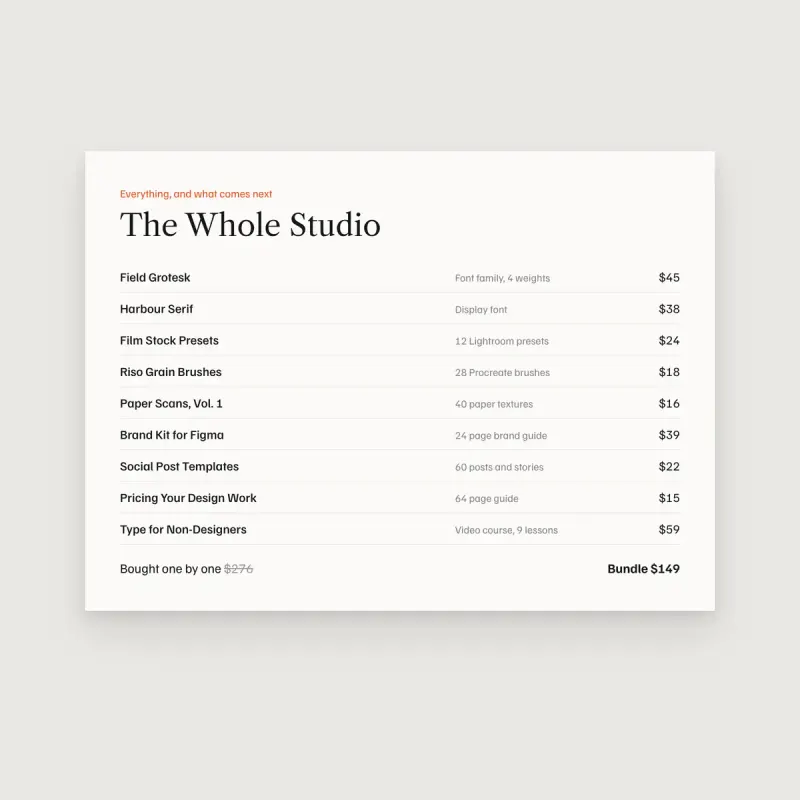 Everything, and what comes next
The Whole Studio
Field Grotesk Font family, 4 weights $45
Harbour Serif Display font $38
Film Stock Presets 12 Lightroom presets $24
Riso Grain Brushes 28 Procreate brushes $18
Paper Scans, Vol. 1 40 paper textures $16
Brand Kit for Figma 24 page brand guide $39
Social Post Templates 60 posts and stories $22
Pricing Your Design Work 64 page guide $15
Type for Non-Designers Video course, 9 lessons $59
Bought one by one $276 Bundle $149